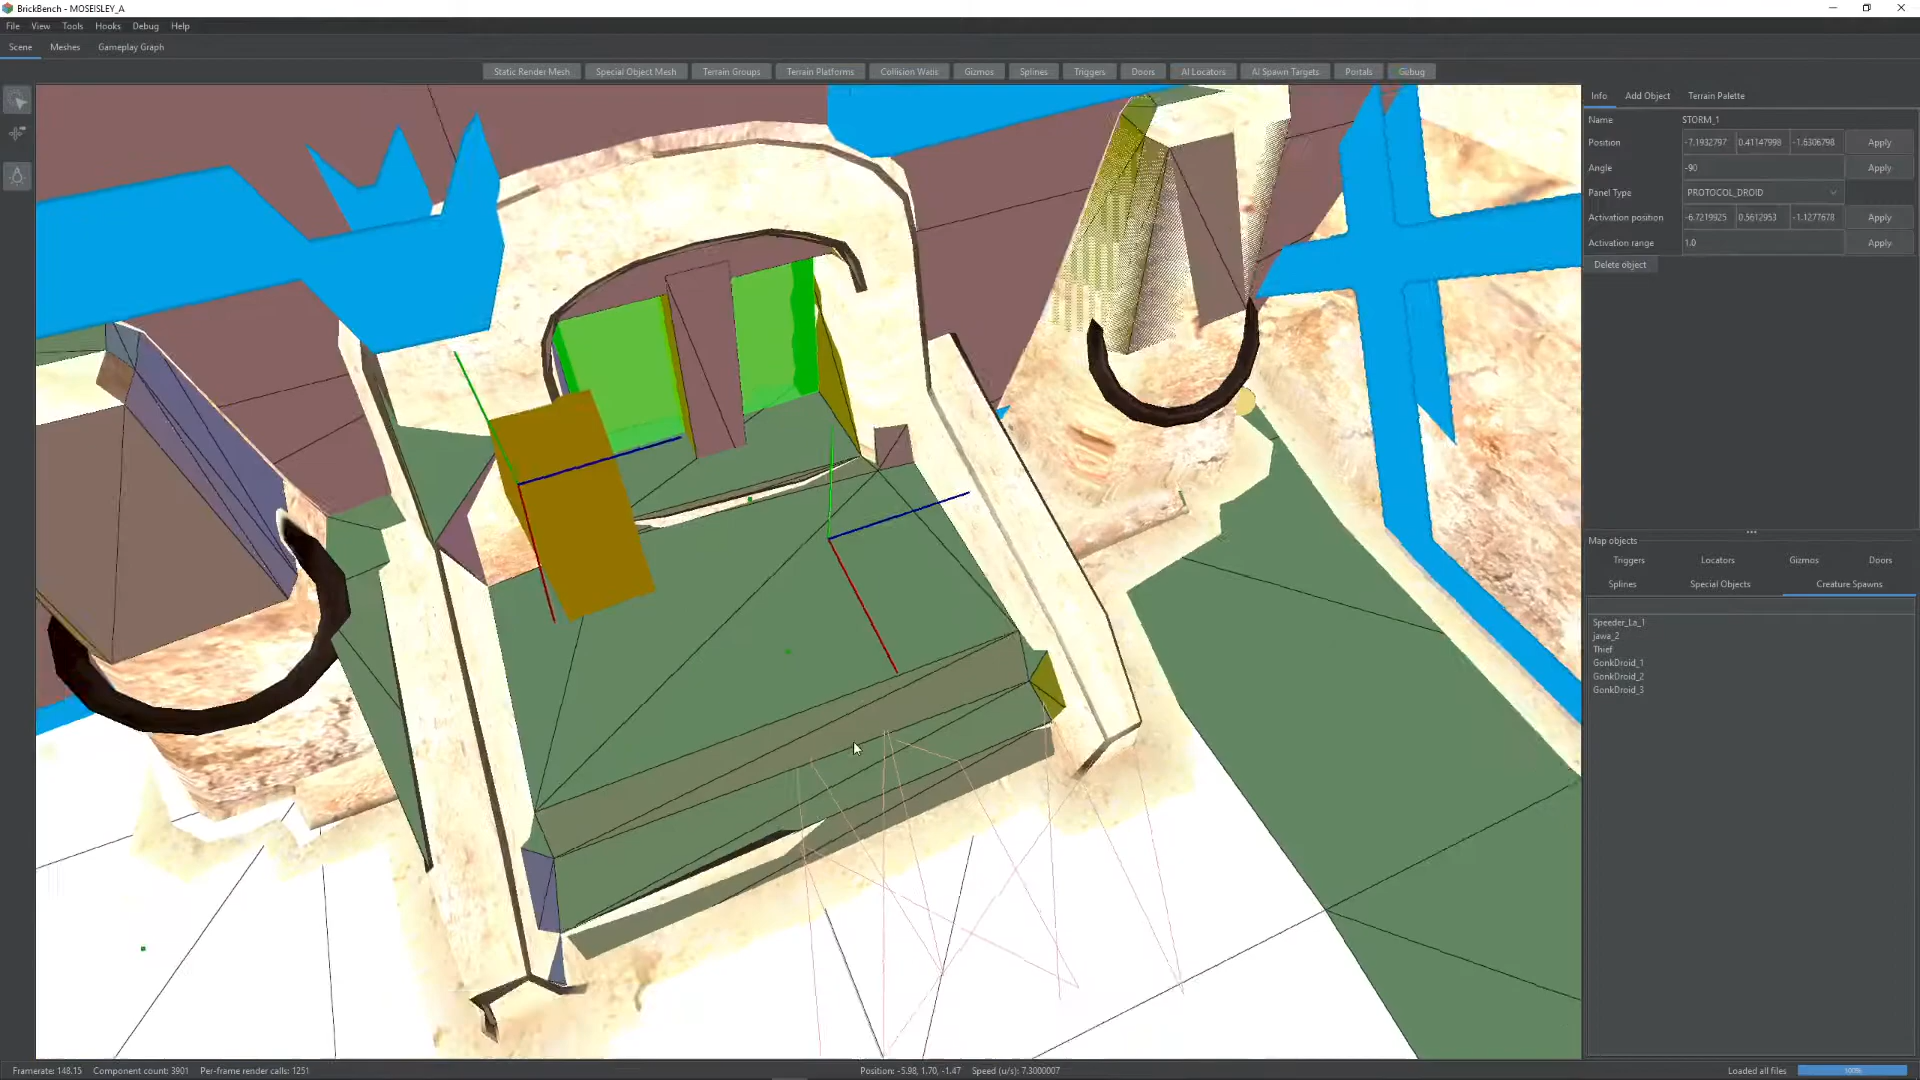 BrickBench - MOSEISLEY_A
File View Tools Hooks Debug Help
Scene Meshes Gameplay Graph
Static Render Mesh Special Object Mesh Terrain Groups Terrain Platforms Collision Walls Gizmos Splines Triggers Doors AI Locators AI Spawn Targets Portals Gubug
Info Add Object Terrain Palette
Name STORM_1
Position -7.1932797 0.41147998 -1.6306798 Apply
Angle -90 Apply
Panel Type PROTOCOL_DROID
Activation position -6.7219925 0.5612953 -1.1277678 Apply
Activation range 1.0 Apply
Delete object
Map objects
Triggers Locators Gizmos Doors
Splines Special Objects Creature Spawns
Speeder_La_1
jawa_2
Thief
GonkDroid_1
GonkDroid_2
GonkDroid_3
Framerate: 148.15 Component count: 3901 Per-frame render calls: 1251 Position: -5.98, 1.70, -1.47 Speed (u/s): 7.3000007 Loaded all files 100%